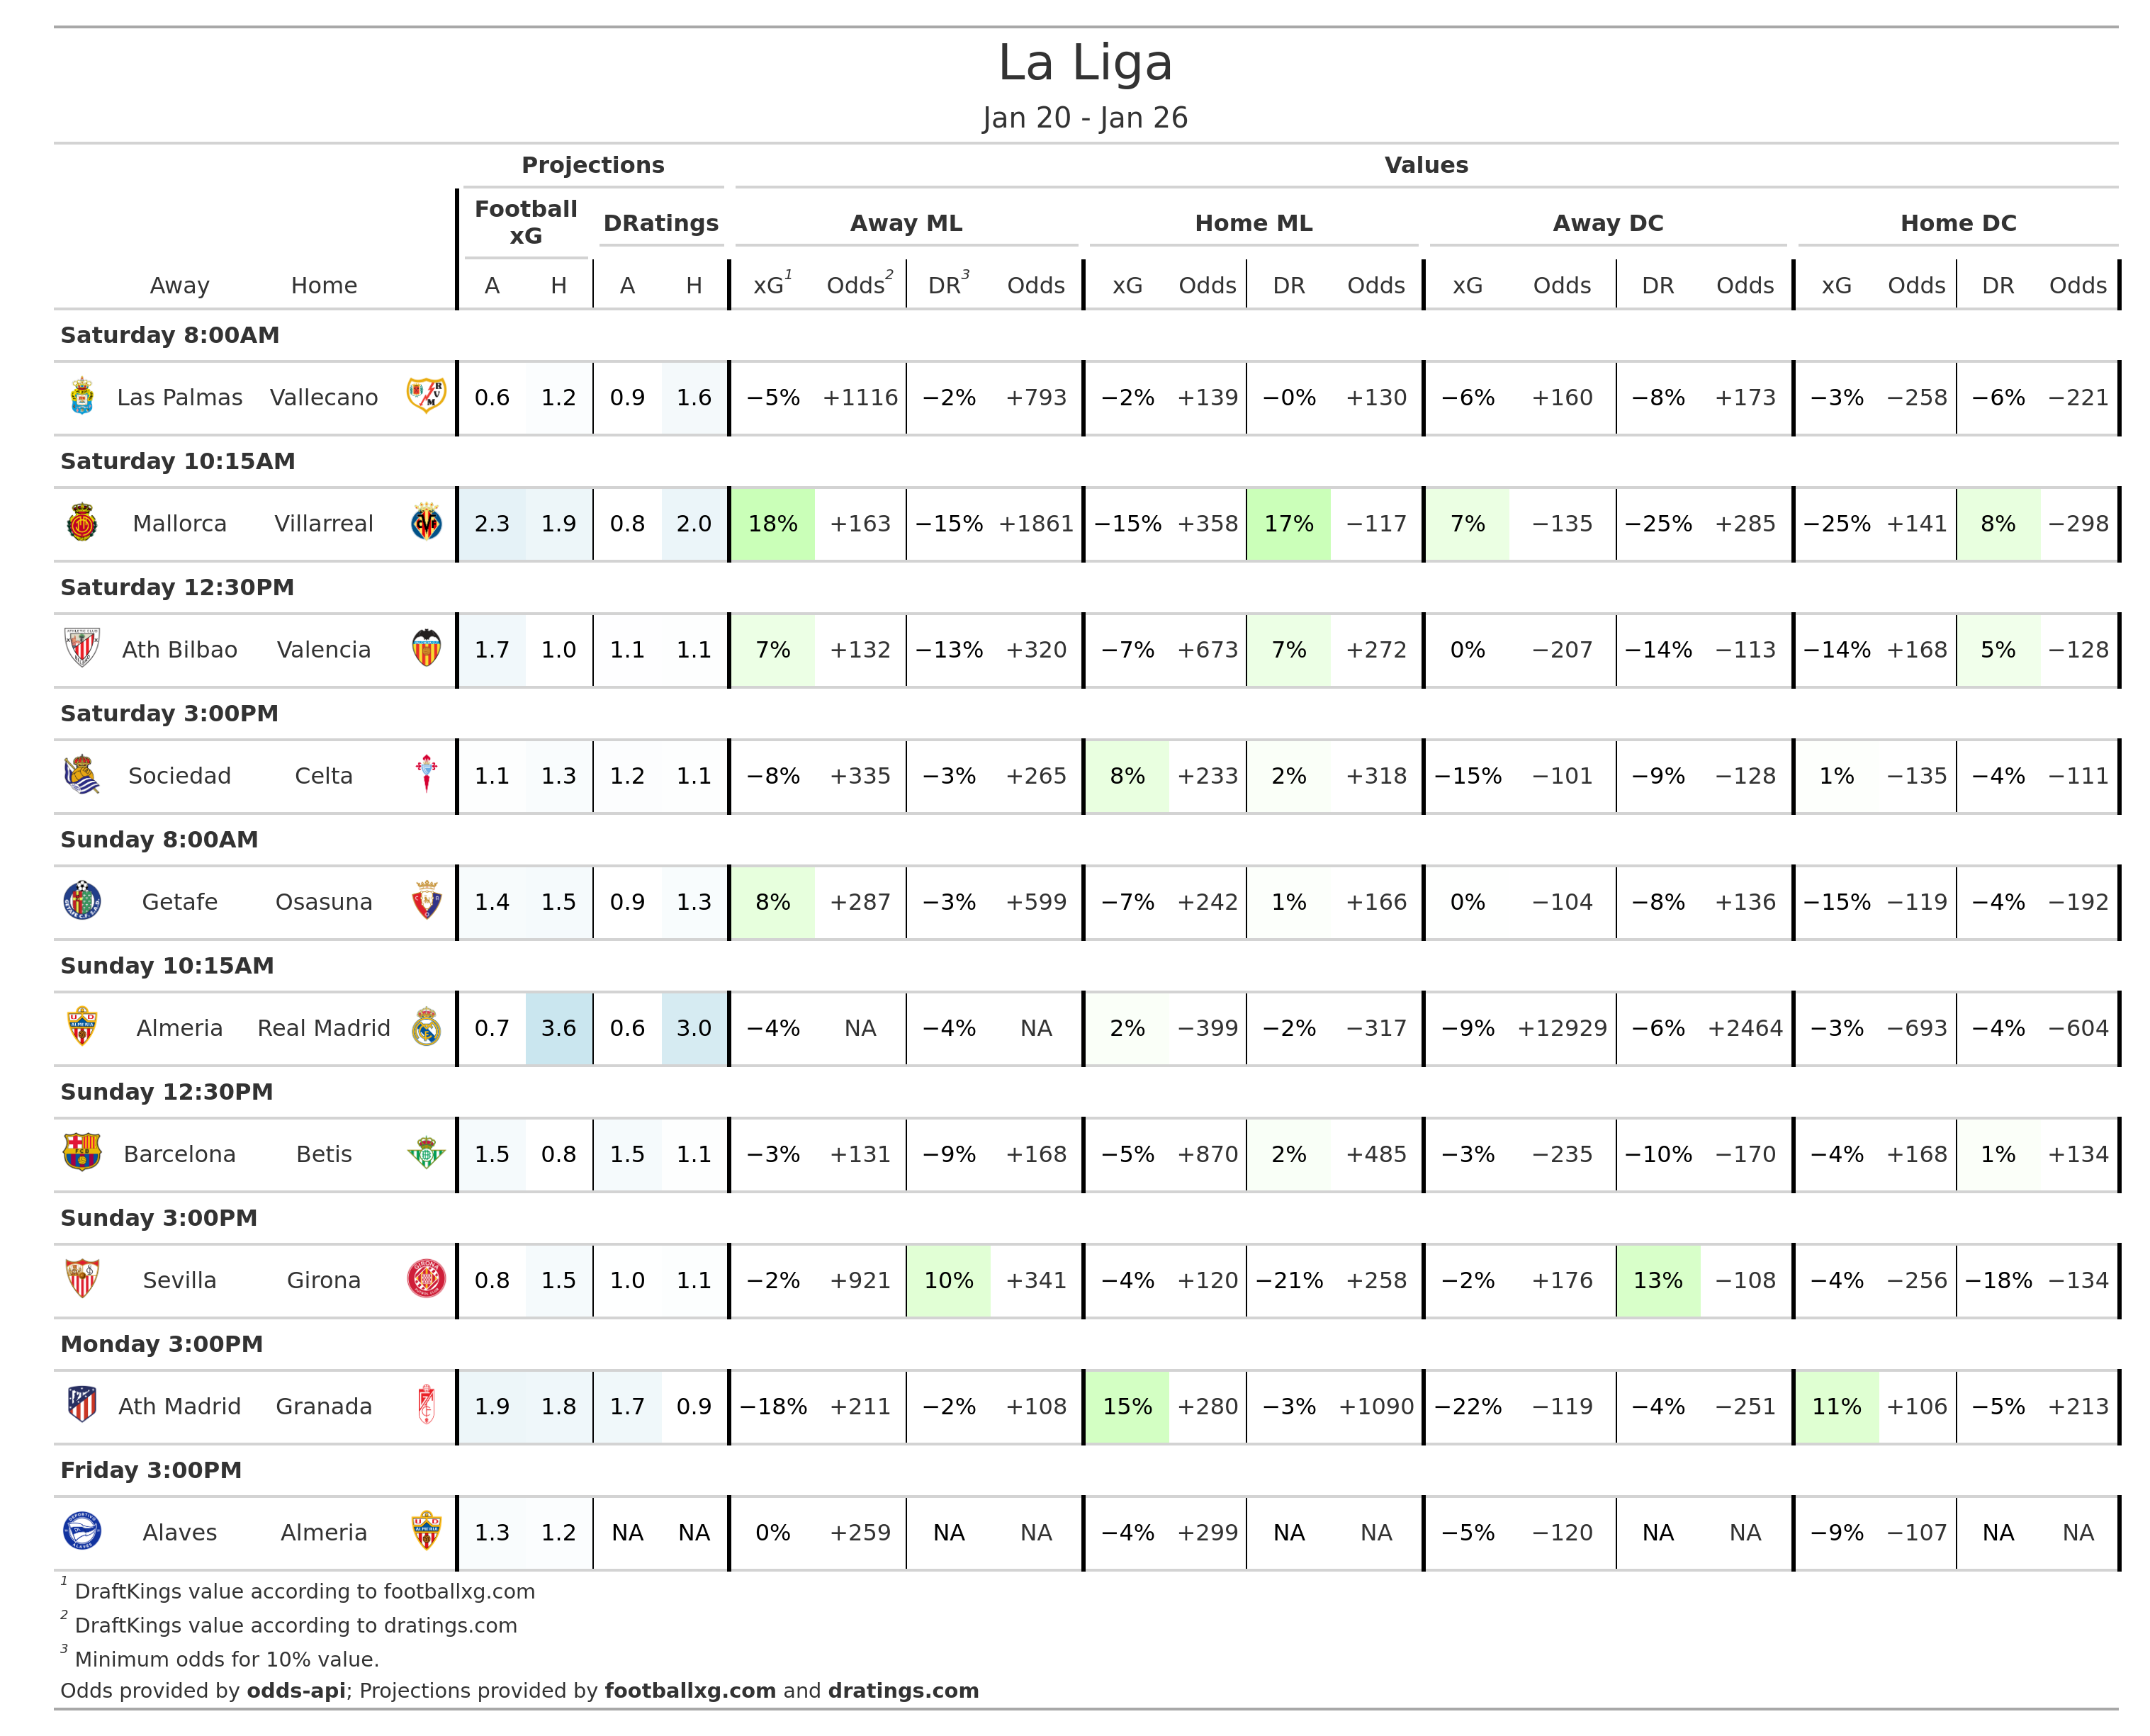 La Liga
Jan 20 - Jan 26
Projections Values
Football xG DRatings Away ML Home ML Away DC Home DC
Away Home A H A H xG1 Odds2 DR3 Odds xG Odds DR Odds xG Odds DR Odds xG Odds DR Odds
Saturday 8:00AM
Las Palmas Vallecano 0.6 1.2 0.9 1.6 −5% +1116 −2% +793 −2% +139 −0% +130 −6% +160 −8% +173 −3% −258 −6% −221
Saturday 10:15AM
Mallorca Villarreal 2.3 1.9 0.8 2.0 18% +163 −15% +1861 −15% +358 17% −117 7% −135 −25% +285 −25% +141 8% −298
Saturday 12:30PM
Ath Bilbao Valencia 1.7 1.0 1.1 1.1 7% +132 −13% +320 −7% +673 7% +272 0% −207 −14% −113 −14% +168 5% −128
Saturday 3:00PM
Sociedad Celta 1.1 1.3 1.2 1.1 −8% +335 −3% +265 8% +233 2% +318 −15% −101 −9% −128 1% −135 −4% −111
Sunday 8:00AM
Getafe Osasuna 1.4 1.5 0.9 1.3 8% +287 −3% +599 −7% +242 1% +166 0% −104 −8% +136 −15% −119 −4% −192
Sunday 10:15AM
Almeria Real Madrid 0.7 3.6 0.6 3.0 −4% NA −4% NA 2% −399 −2% −317 −9% +12929 −6% +2464 −3% −693 −4% −604
Sunday 12:30PM
Barcelona Betis 1.5 0.8 1.5 1.1 −3% +131 −9% +168 −5% +870 2% +485 −3% −235 −10% −170 −4% +168 1% +134
Sunday 3:00PM
Sevilla Girona 0.8 1.5 1.0 1.1 −2% +921 10% +341 −4% +120 −21% +258 −2% +176 13% −108 −4% −256 −18% −134
Monday 3:00PM
Ath Madrid Granada 1.9 1.8 1.7 0.9 −18% +211 −2% +108 15% +280 −3% +1090 −22% −119 −4% −251 11% +106 −5% +213
Friday 3:00PM
Alaves Almeria 1.3 1.2 NA NA 0% +259 NA NA −4% +299 NA NA −5% −120 NA NA −9% −107 NA NA
1 DraftKings value according to footballxg.com
2 DraftKings value according to dratings.com
3 Minimum odds for 10% value.
Odds provided by odds-api; Projections provided by footballxg.com and dratings.com